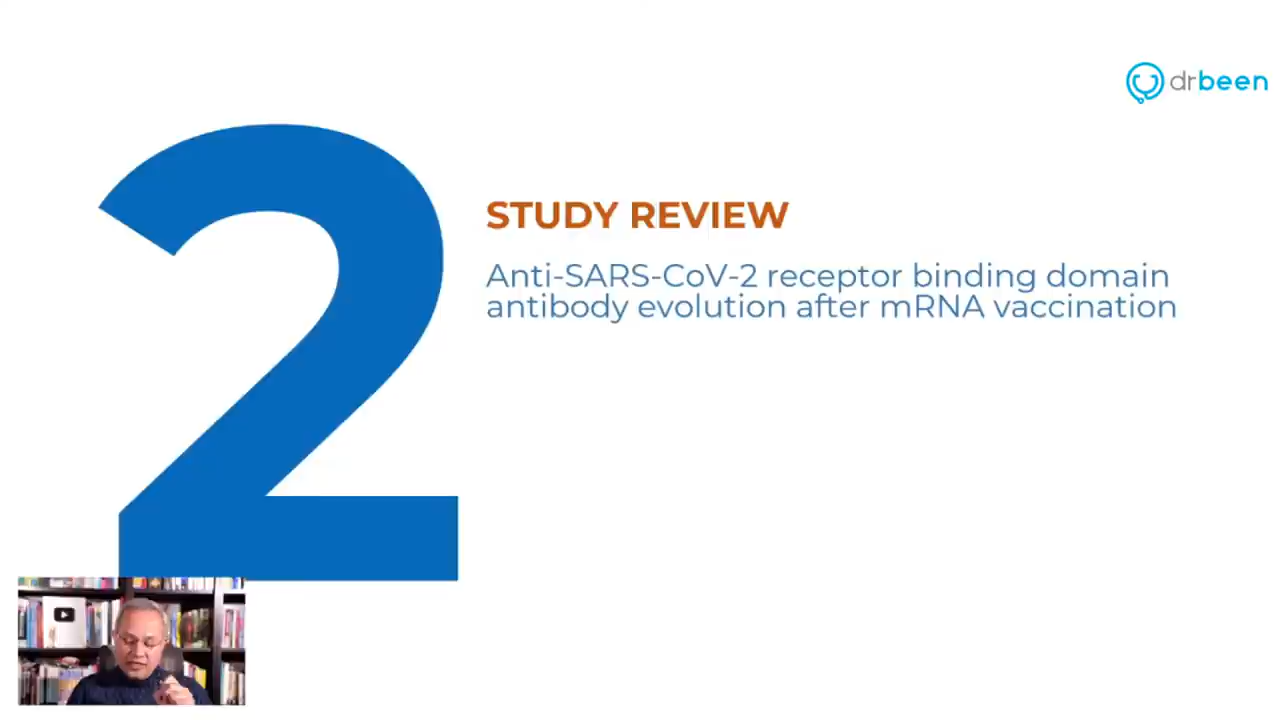 drbeen
2
STUDY REVIEW
Anti-SARS-CoV-2 receptor binding domain
antibody evolution after mRNA vaccination